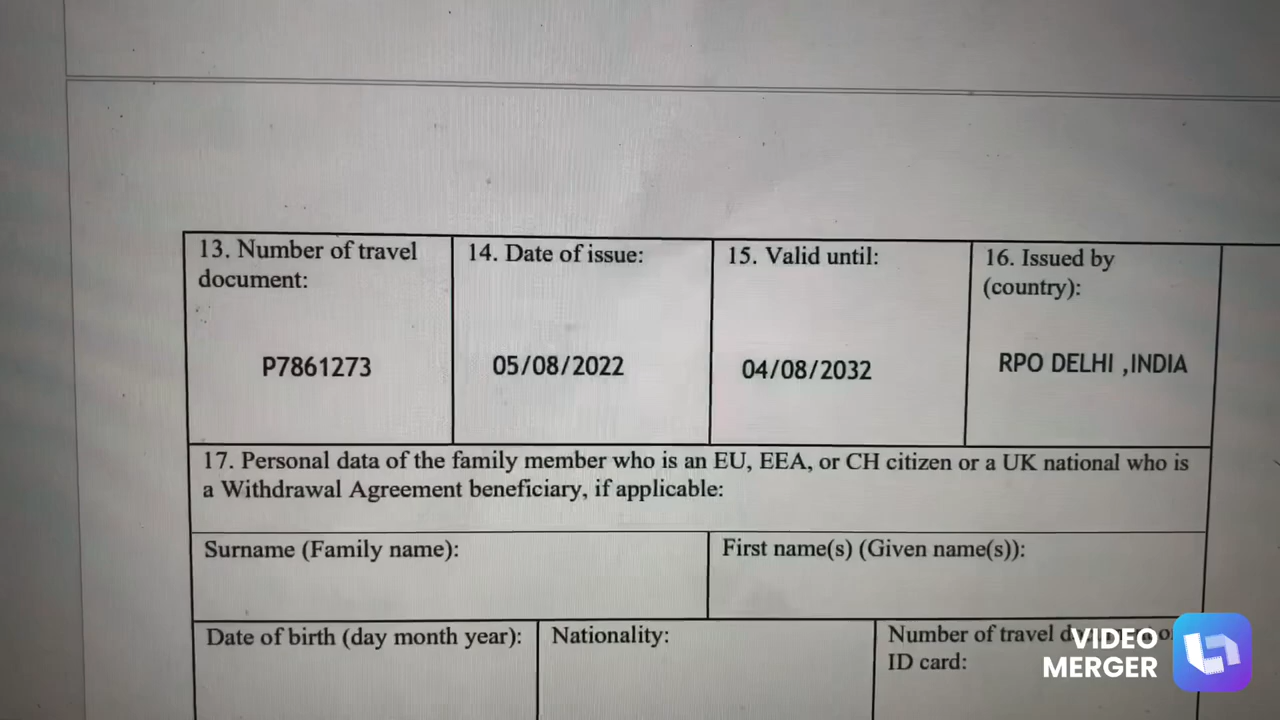 13. Number of travel
document:
14. Date of issue:
15. Valid until:
16. Issued by
(country):
P7861273
05/08/2022
04/08/2032
RPO DELHI ,INDIA
17. Personal data of the family member who is an EU, EEA, or CH citizen or a UK national who is
a Withdrawal Agreement beneficiary, if applicable:
Surname (Family name):
First name(s) (Given name(s)):
Date of birth (day month year):
Nationality:
Number of travel
ID card:
VIDEO
MERGER